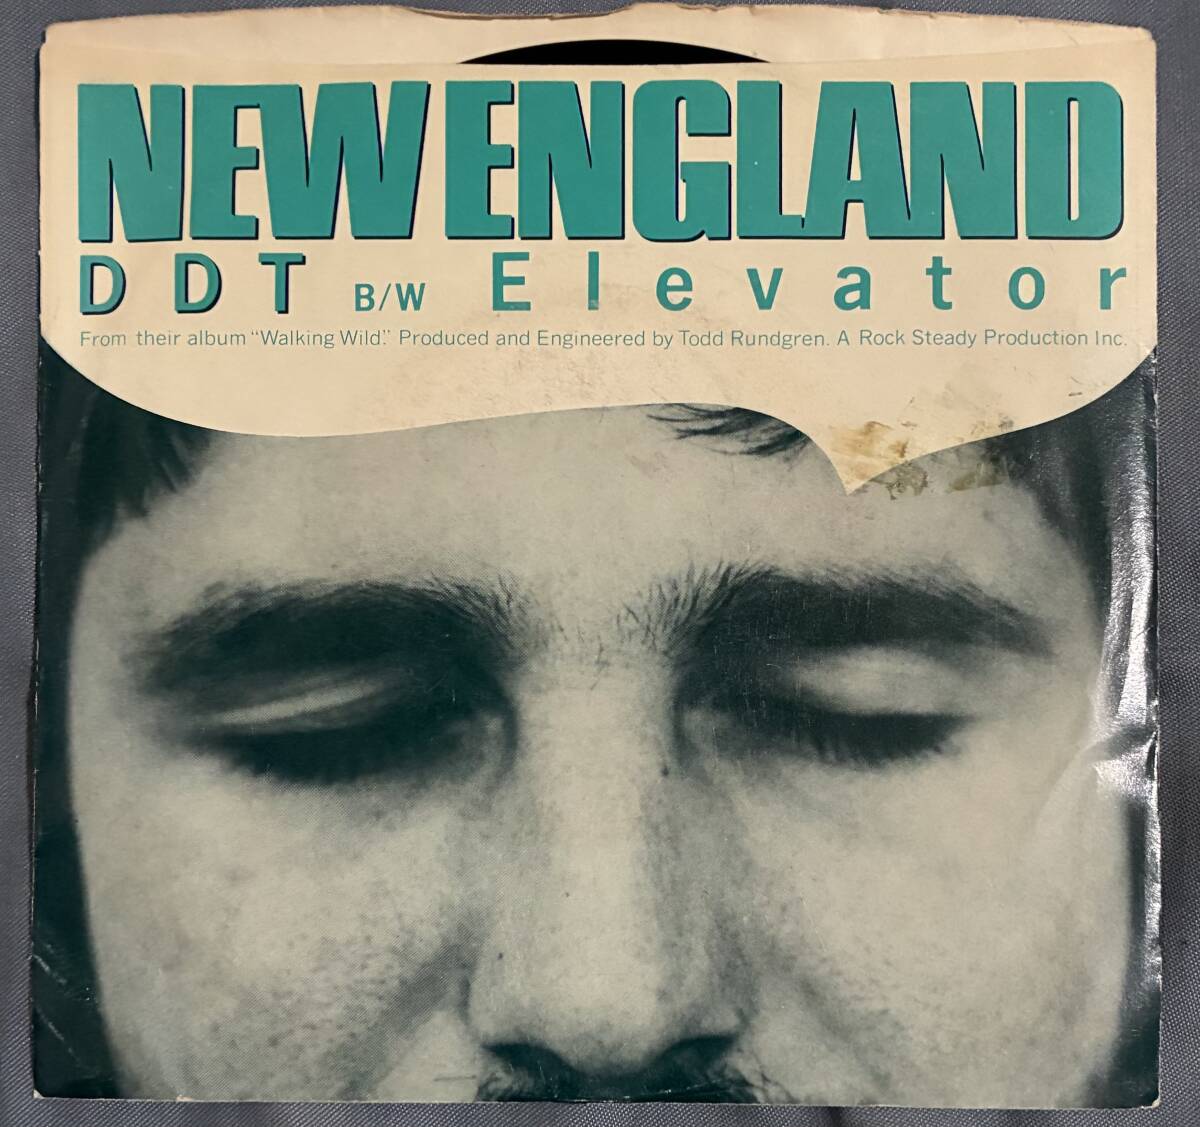 NEW ENGLAND
DDT B/W Elevator
From their album "Walking Wild." Produced and Engineered by Todd Rundgren. A Rock Steady Production Inc.